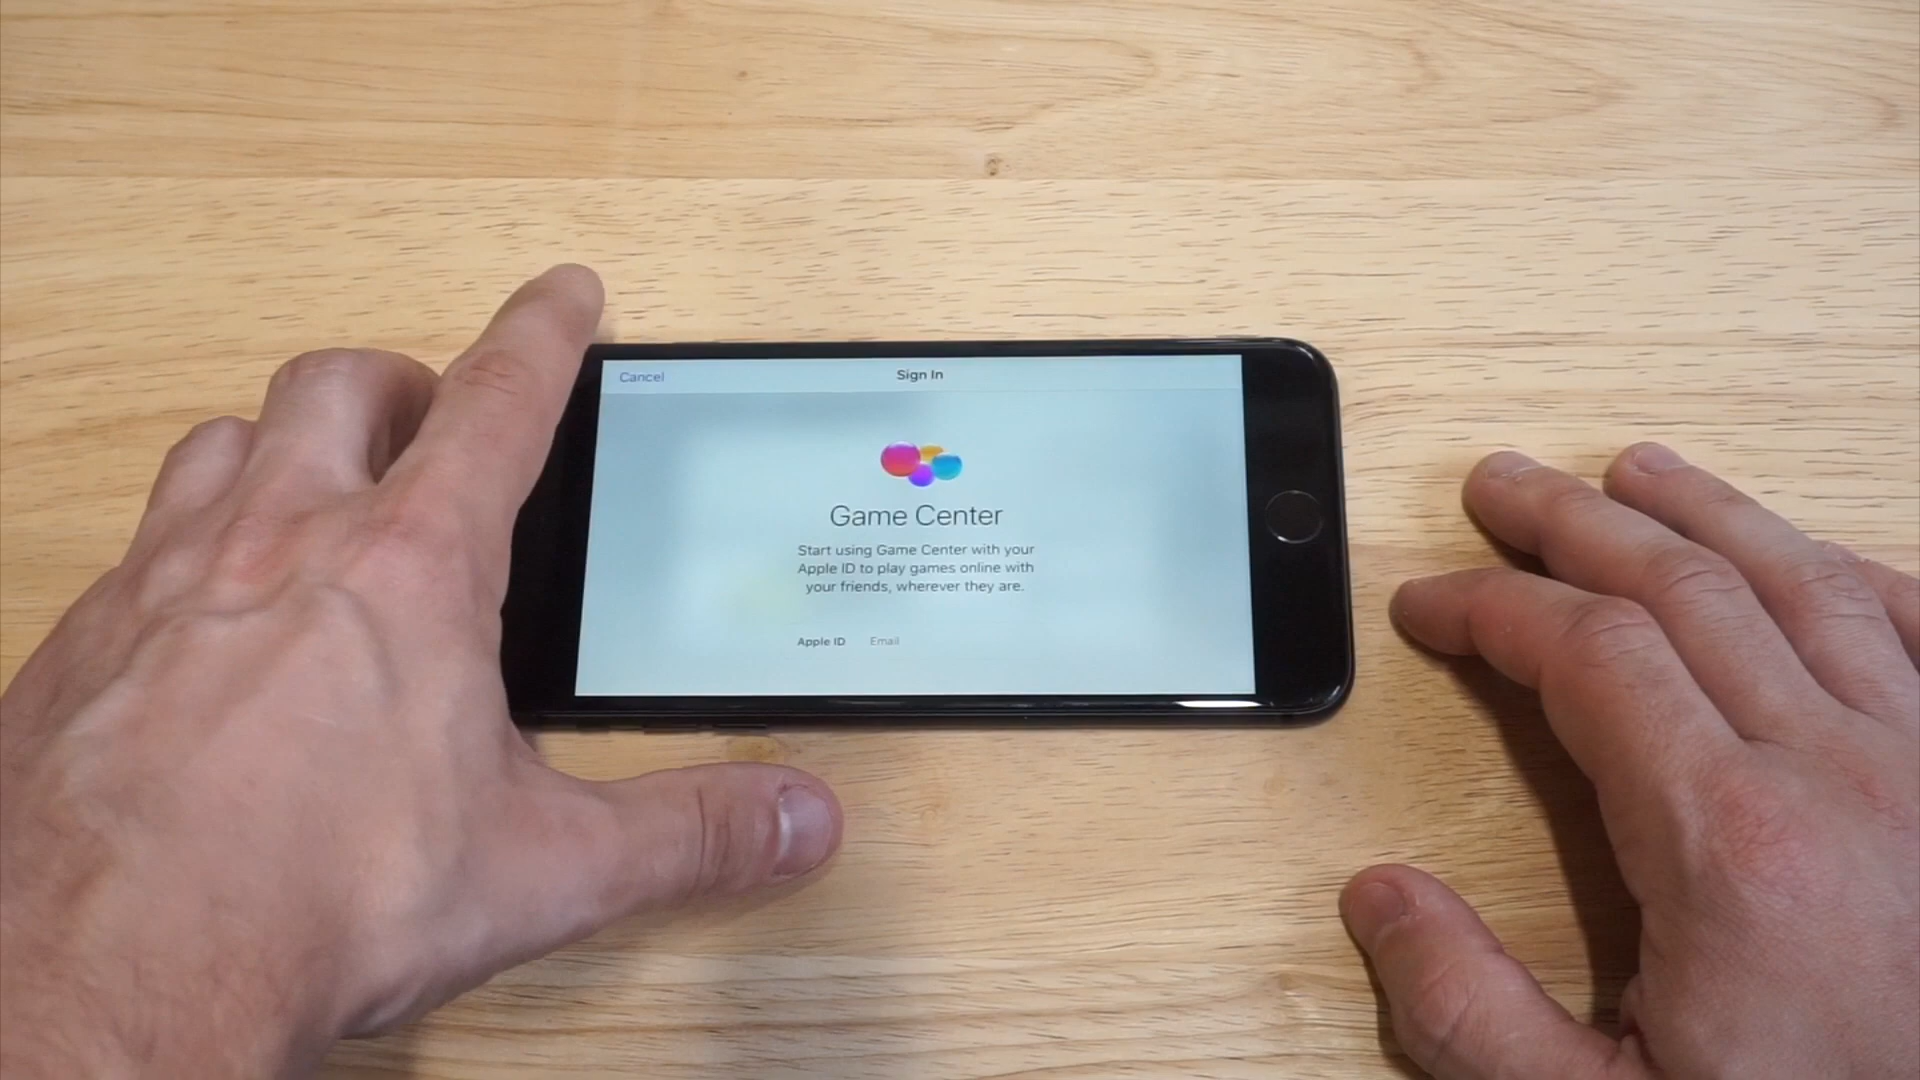 Cancel
Sign In
Game Center
Start using Game Center with your
Apple ID to play games online with
your friends, wherever they are.
Apple ID Email